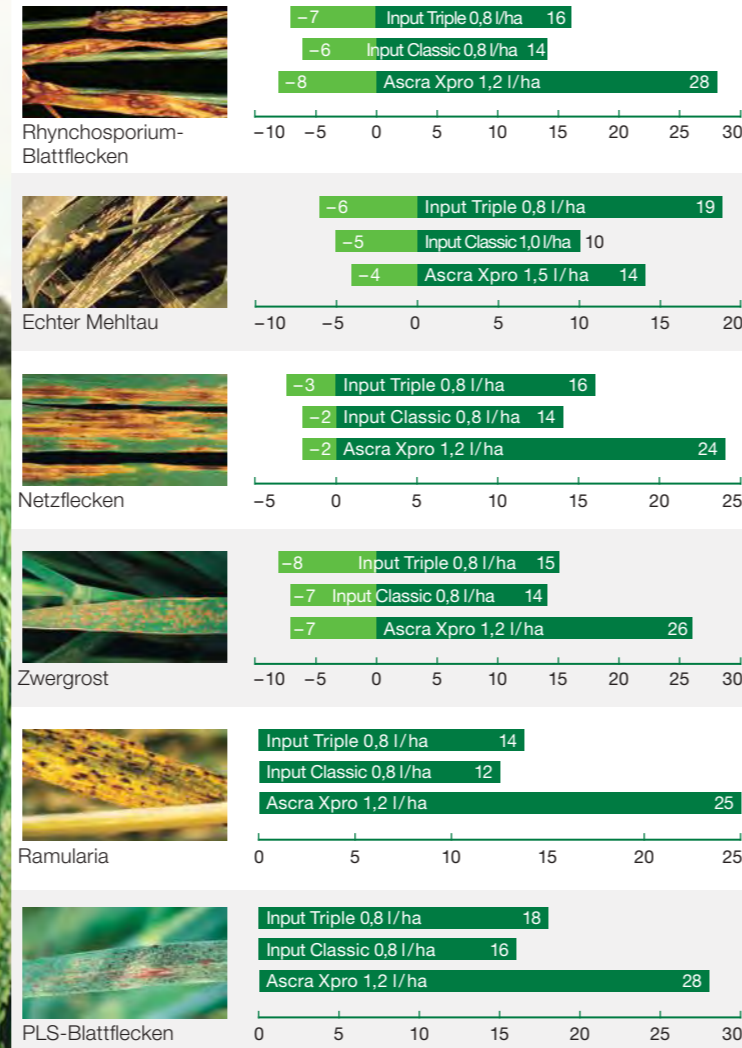 −7 Input Triple 0,8 l/ha 16
−6 Input Classic 0,8 l/ha 14
−8 Ascra Xpro 1,2 l/ha 28
−10 −5 0 5 10 15 20 25 30
Rhynchosporium-
Blattflecken
−6 Input Triple 0,8 l/ha 19
−5 Input Classic 1,0 l/ha 10
−4 Ascra Xpro 1,5 l/ha 14
−10 −5 0 5 10 15 20
Echter Mehltau
−3 Input Triple 0,8 l/ha 16
−2 Input Classic 0,8 l/ha 14
−2 Ascra Xpro 1,2 l/ha 24
−5 0 5 10 15 20 25
Netzflecken
−8 Input Triple 0,8 l/ha 15
−7 Input Classic 0,8 l/ha 14
−7 Ascra Xpro 1,2 l/ha 26
−10 −5 0 5 10 15 20 25 30
Zwergrost
Input Triple 0,8 l/ha 14
Input Classic 0,8 l/ha 12
Ascra Xpro 1,2 l/ha 25
0 5 10 15 20 25
Ramularia
Input Triple 0,8 l/ha 18
Input Classic 0,8 l/ha 16
Ascra Xpro 1,2 l/ha 28
0 5 10 15 20 25 30
PLS-Blattflecken